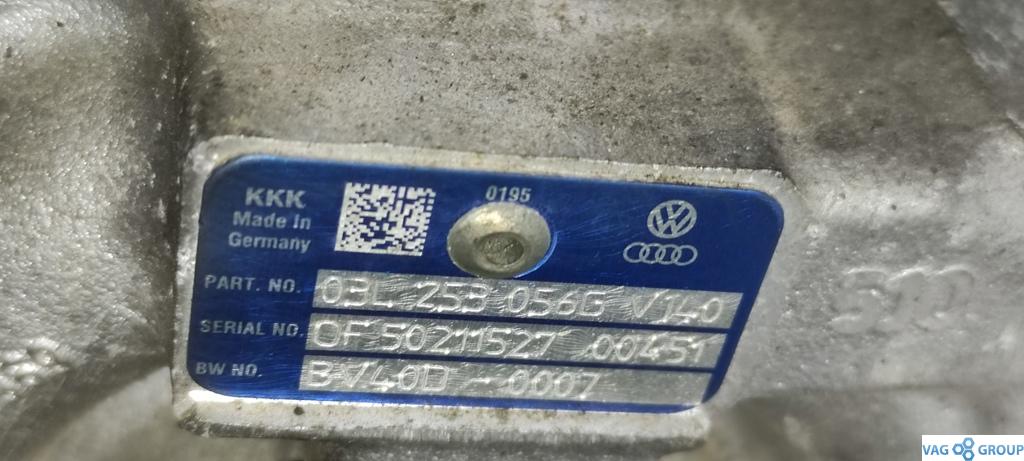 KKK
Made In
Germany
0195
PART. NO. 03L 253 056G V140
SERIAL NO. OF 50211527 00451
BW NO. BV40D - 0007
VAG GROUP